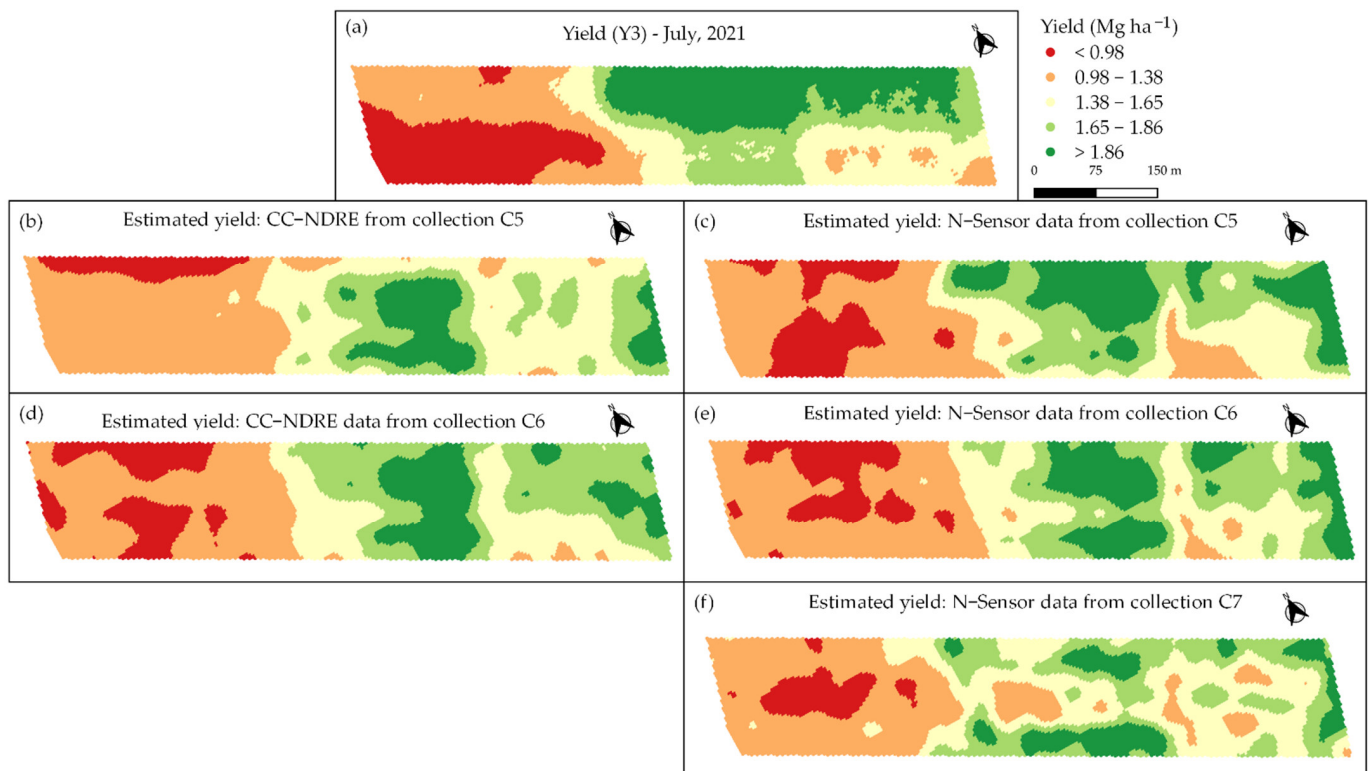 (a)
Yield (Y3) - July, 2021
N
Yield (Mg ha −1)
< 0.98
0.98 – 1.38
1.38 – 1.65
1.65 – 1.86
> 1.86
0 75 150 m
(b)
Estimated yield: CC−NDRE from collection C5
N
(c)
Estimated yield: N−Sensor data from collection C5
N
(d)
Estimated yield: CC−NDRE data from collection C6
N
(e)
Estimated yield: N−Sensor data from collection C6
N
(f)
Estimated yield: N−Sensor data from collection C7
N